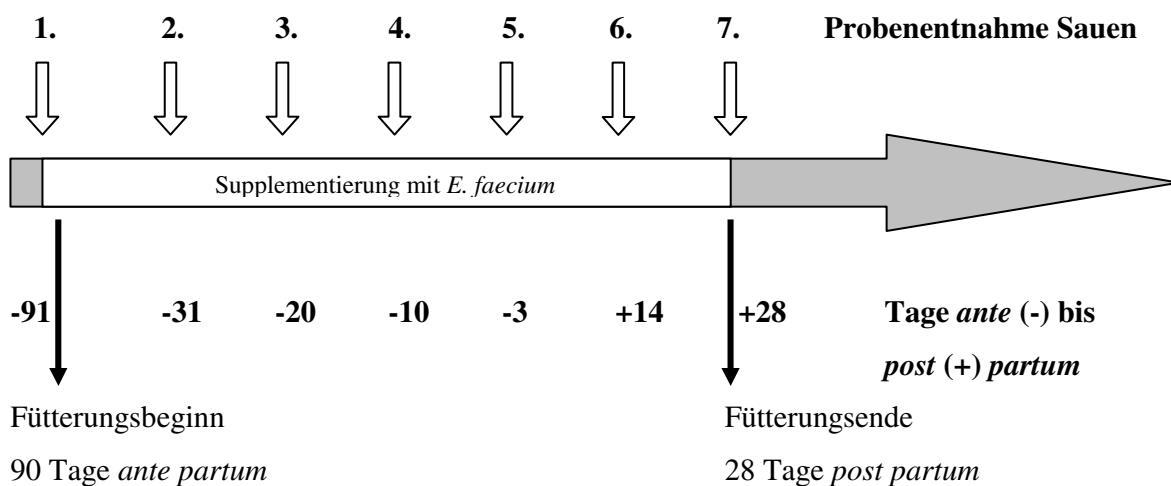 1. 2. 3. 4. 5. 6. 7. Probenentnahme Sauen
Supplementierung mit E. faecium
-91 -31 -20 -10 -3 +14 +28 Tage ante (-) bis
post (+) partum
Fütterungsbeginn Fütterungsende
90 Tage ante partum 28 Tage post partum